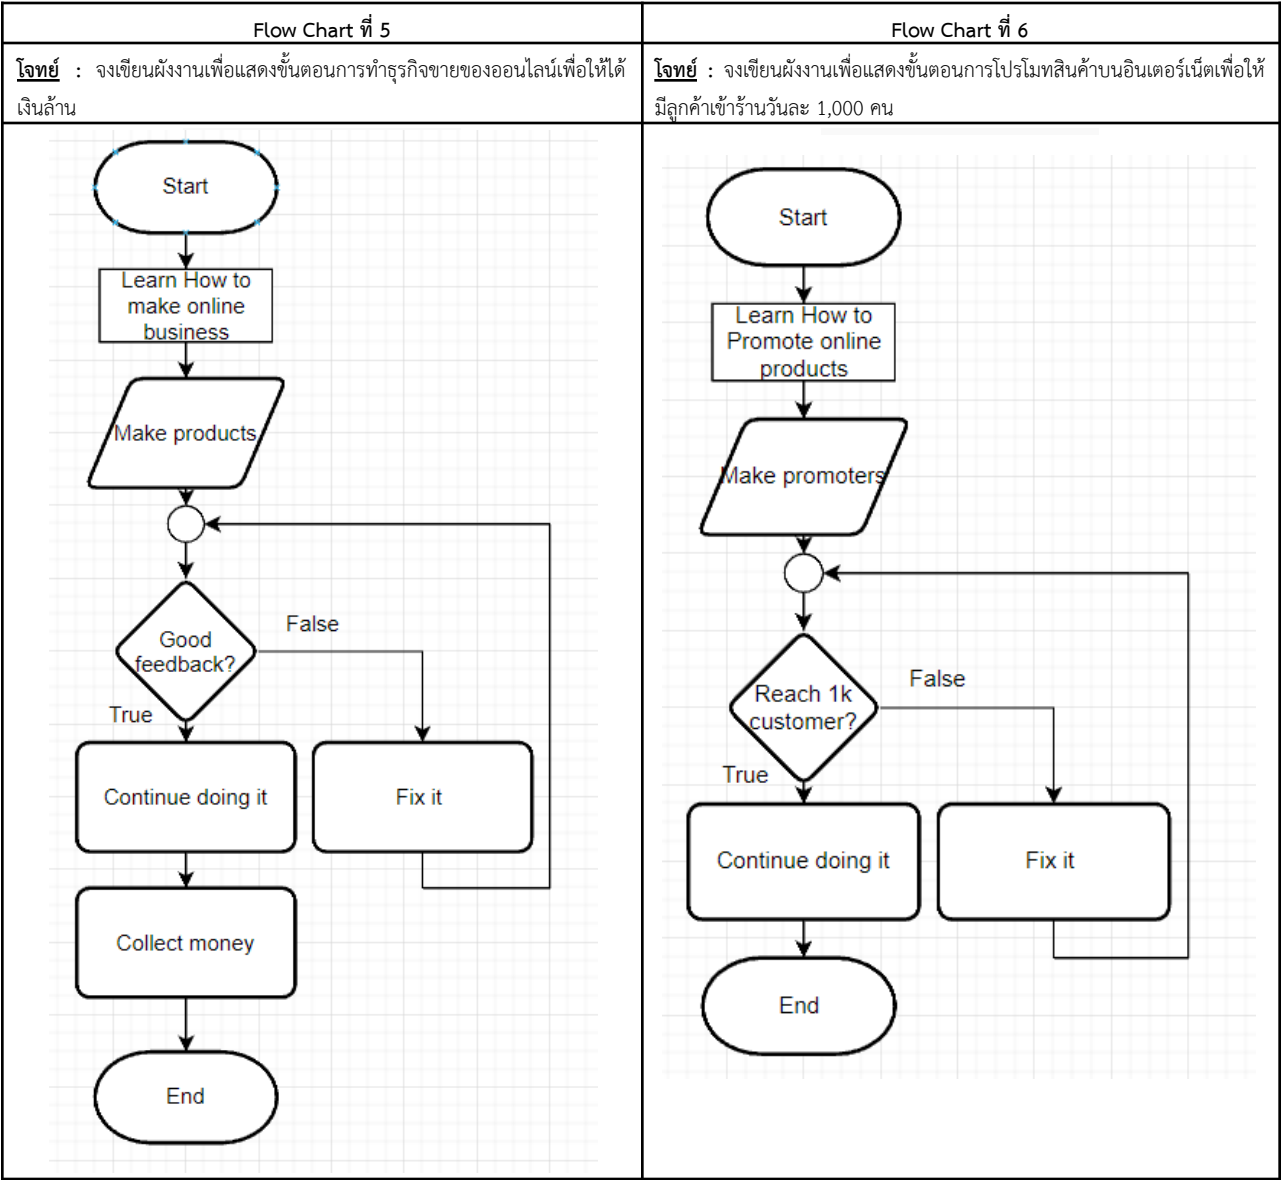 Flow Chart ที่ 5
โจทย์ : จงเขียนผังงานเพื่อแสดงขั้นตอนการทำธุรกิจขายของออนไลน์เพื่อให้ได้
เงินล้าน
Start
Learn How to
make online
business
Make products
Good
feedback?
False
True
Continue doing it
Fix it
Collect money
End
Flow Chart ที่ 6
โจทย์ : จงเขียนผังงานเพื่อแสดงขั้นตอนการโปรโมทสินค้าบนอินเตอร์เน็ตเพื่อให้
มีลูกค้าเข้าร้านวันละ 1,000 คน
Start
Learn How to
Promote online
products
Make promoters
Reach 1k
customer?
False
True
Continue doing it
Fix it
End